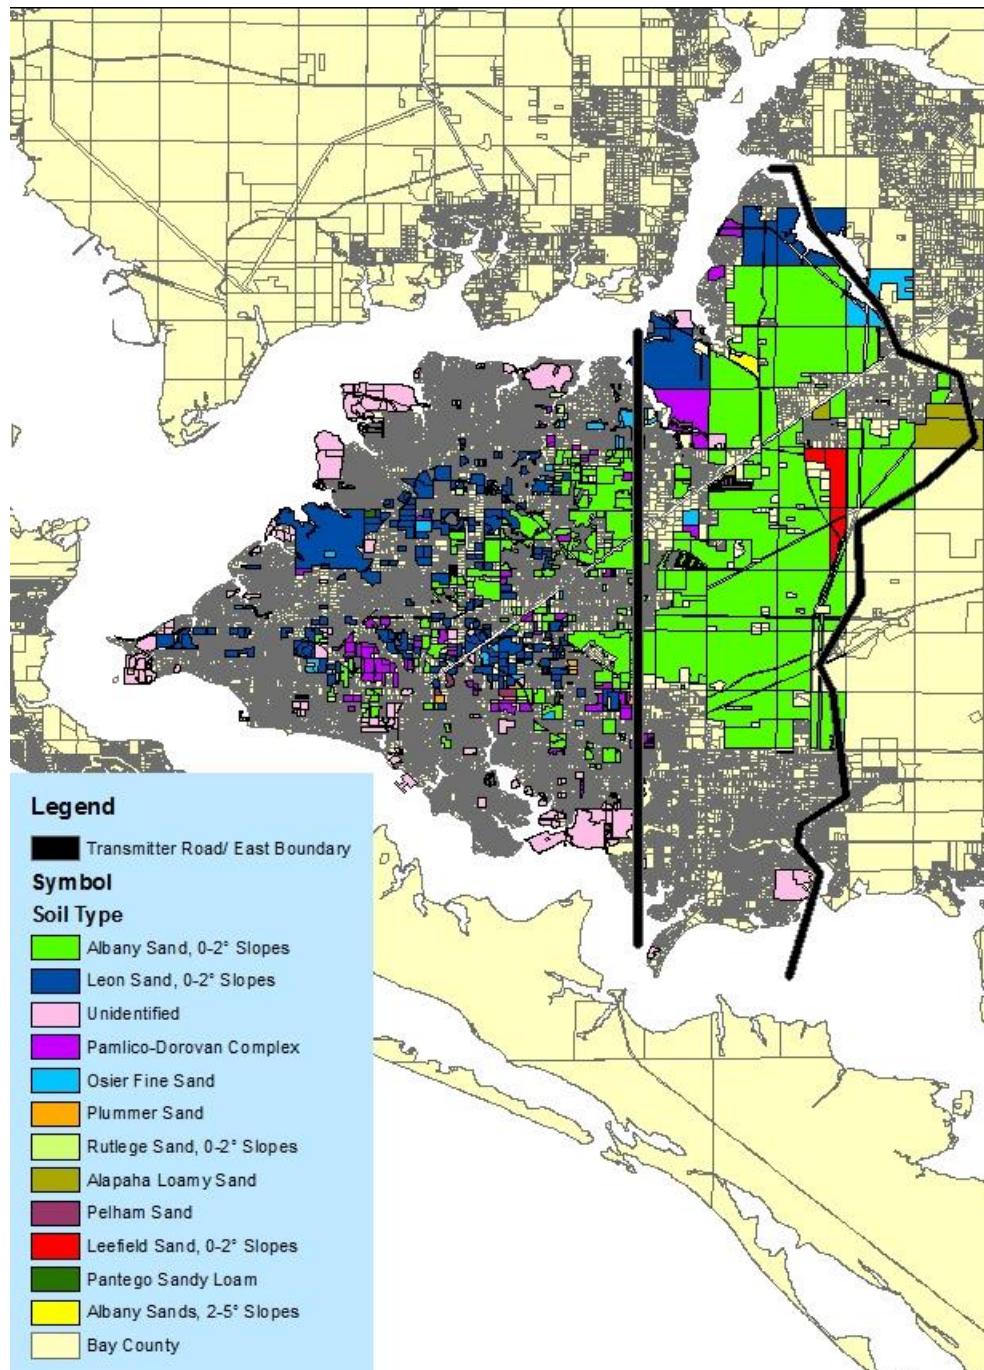 Legend
Transmitter Road/ East Boundary
Symbol
Soil Type
Albany Sand, 0-2° Slopes
Leon Sand, 0-2° Slopes
Unidentified
Pamlico-Dorovan Complex
Osier Fine Sand
Plummer Sand
Rutlege Sand, 0-2° Slopes
Alapaha Loamy Sand
Pelham Sand
Leefield Sand, 0-2° Slopes
Pantego Sandy Loam
Albany Sands, 2-5° Slopes
Bay County